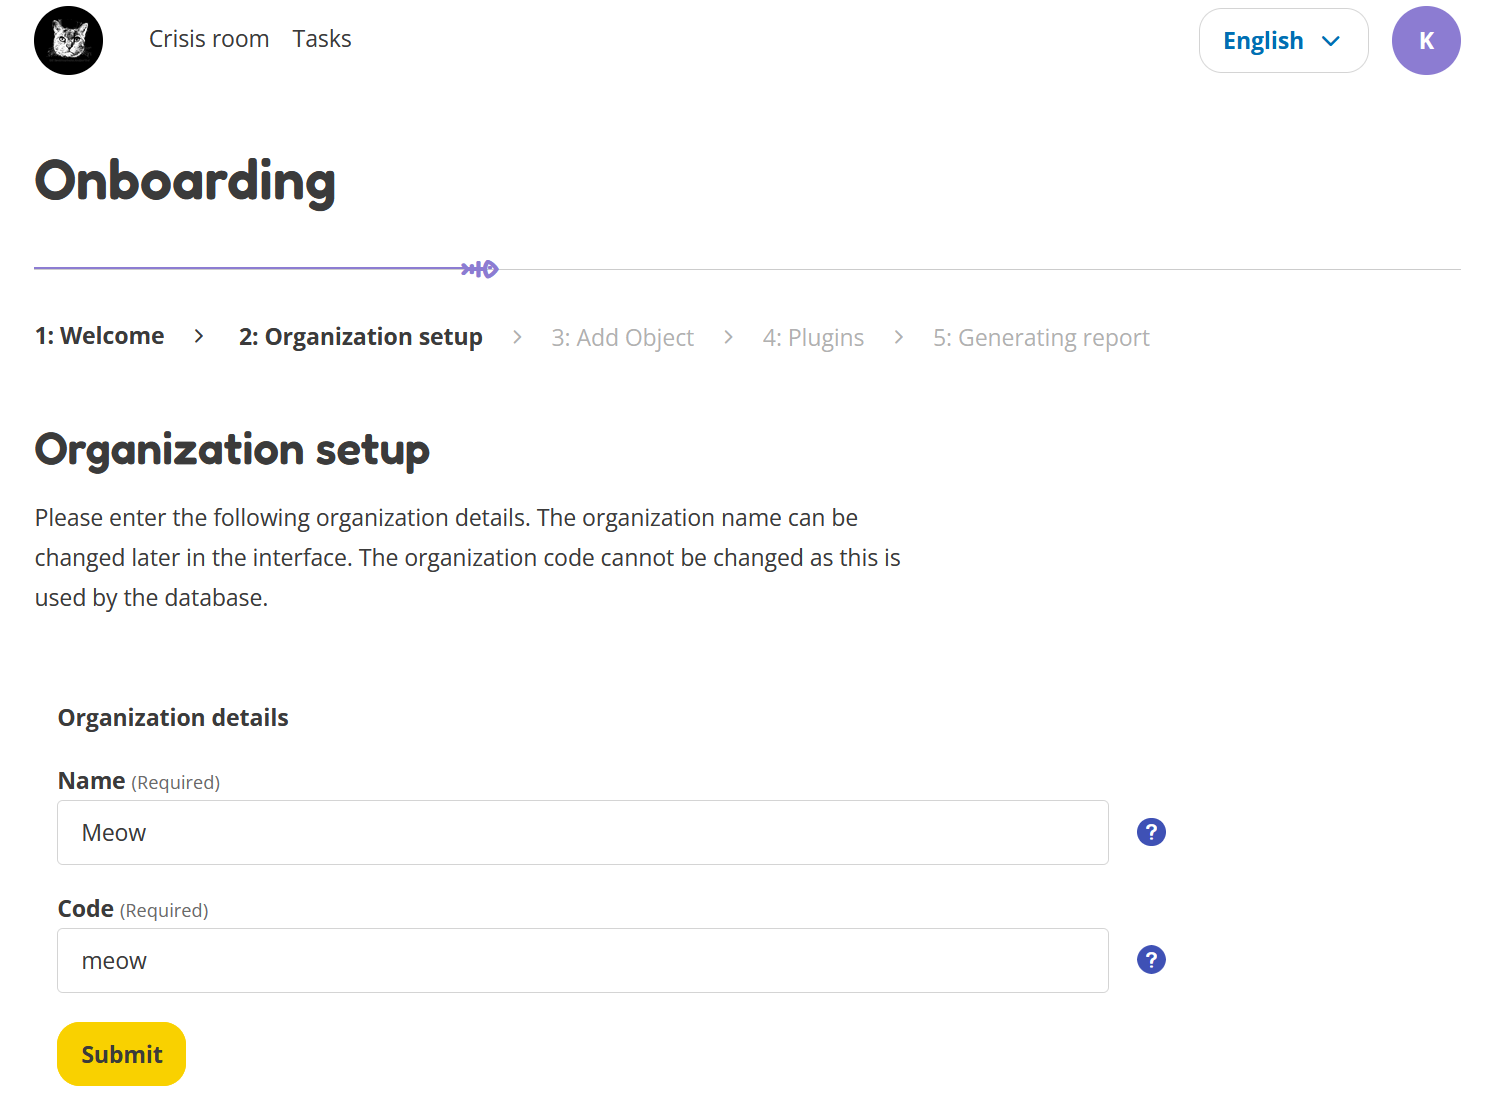 Crisis room Tasks English K
Onboarding
1: Welcome 2: Organization setup 3: Add Object 4: Plugins 5: Generating report
Organization setup
Please enter the following organization details. The organization name can be
changed later in the interface. The organization code cannot be changed as this is
used by the database.
Organization details
Name (Required)
Meow
?
Code (Required)
meow
?
Submit